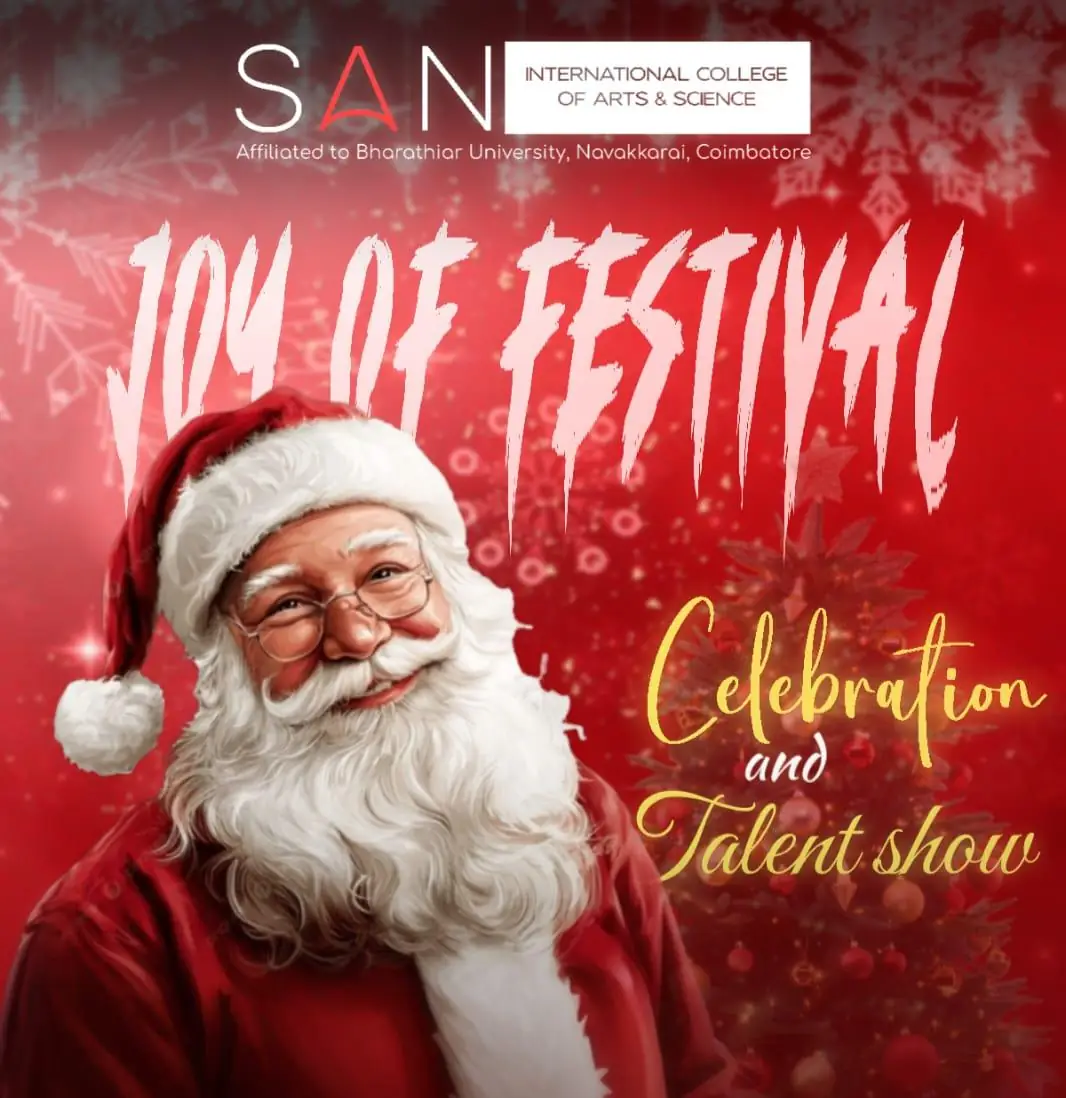 SAN INTERNATIONAL COLLEGE
OF ARTS & SCIENCE
Affiliated to Bharathiar University, Navakkarai, Coimbatore
JOY OF FESTIVAL
Celebration
and
Talent show